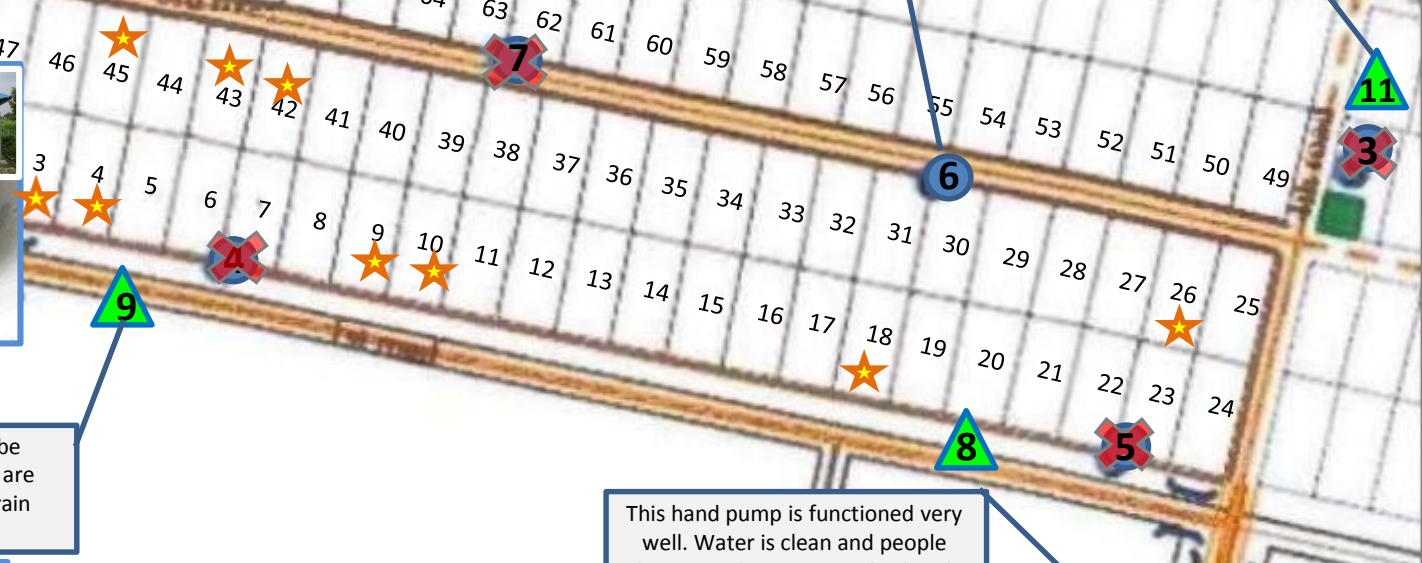 64 63 62 61 60 59 58 57 56 55 54 53 52 51 50 49
47 46 45 44 43 42 41 40 39 38 37 36 35 34 33 32 31 30 29 28 27 26 25
3 4 5 6 7 8 9 10 11 12 13 14 15 16 17 18 19 20 21 22 23 24
7
6
11
3
4
9
8
5
be
are
This hand pump is functioned very
well. Water is clean and people